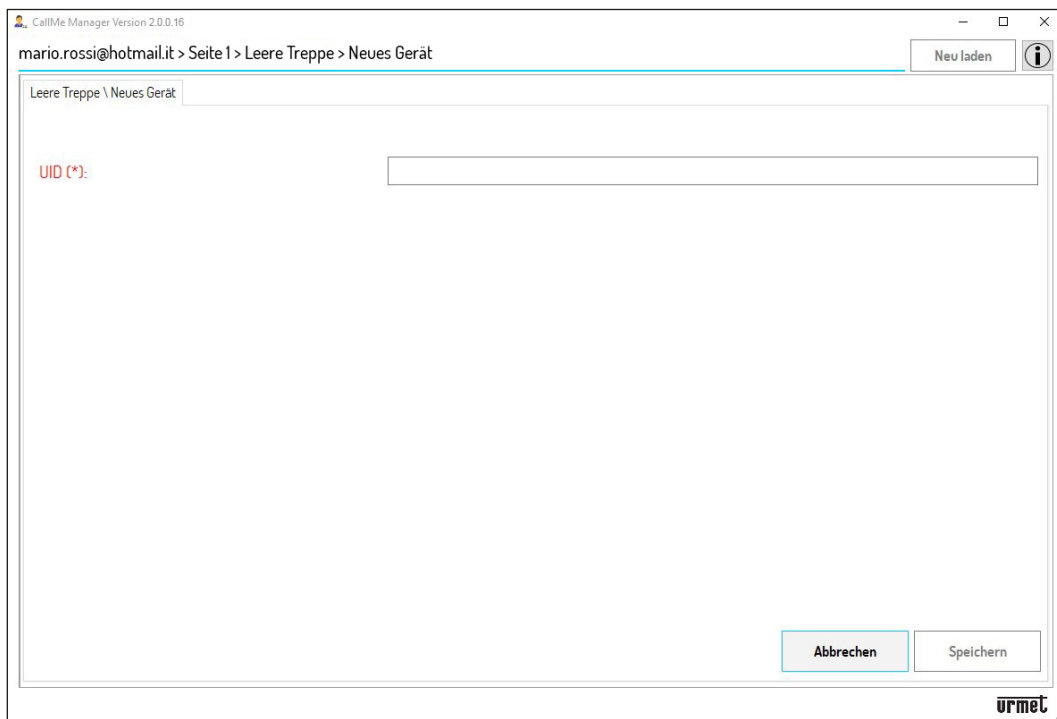 CallMe Manager Version 2.0.0.16
mario.rossi@hotmail.it > Seite 1 > Leere Treppe > Neues Gerät
Neu laden
i
Leere Treppe \ Neues Gerät
UID (*):
Abbrechen
Speichern
urmet